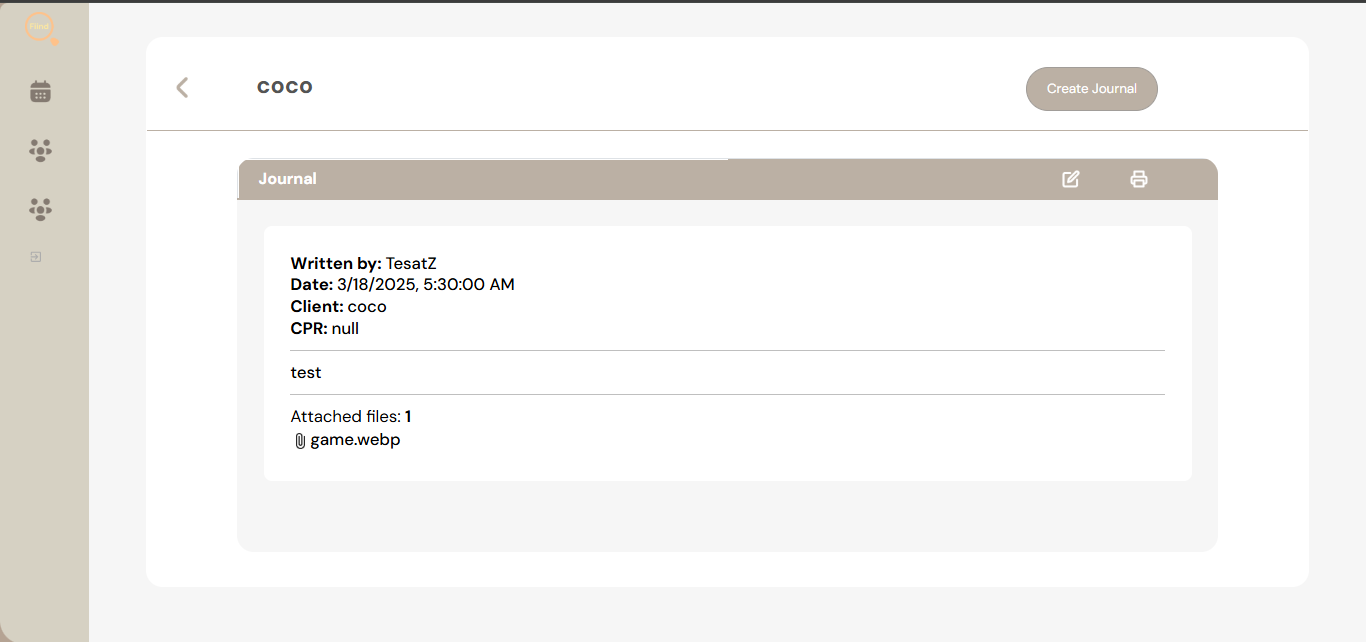 Flind
coco
Create Journal
Journal
Written by: TesatZ
Date: 3/18/2025, 5:30:00 AM
Client: coco
CPR: null
test
Attached files: 1
game.webp